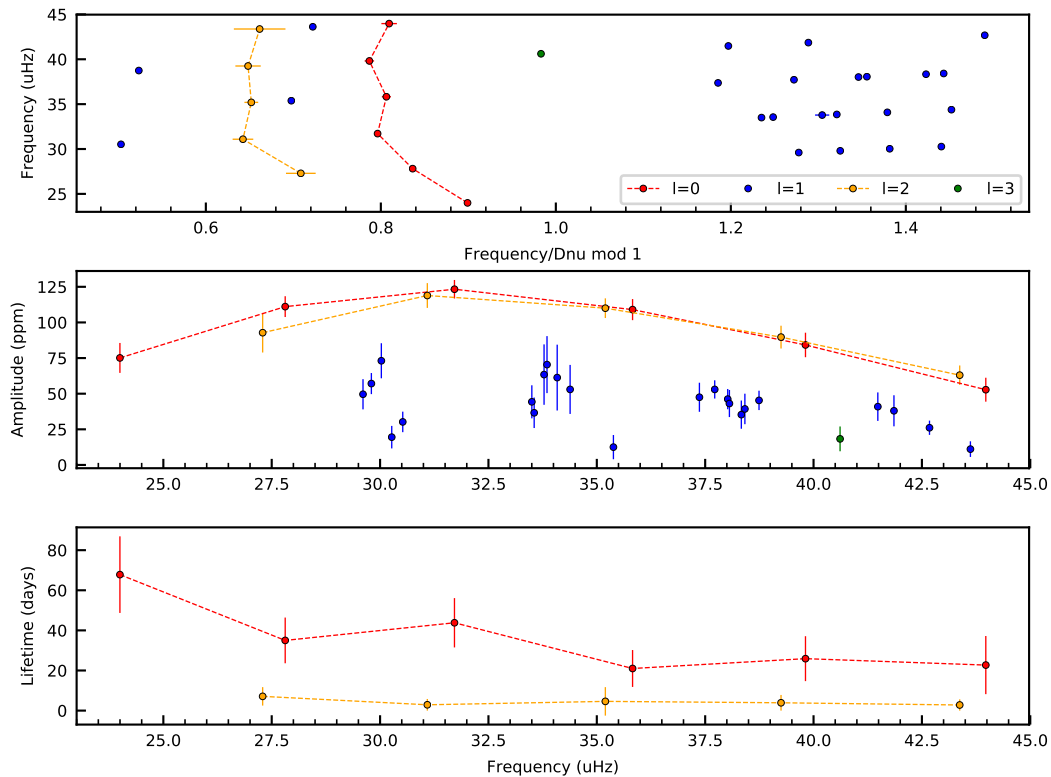 45
40
35
30
25
Frequency (uHz)
l=0 l=1 l=2 l=3
0.6 0.8 1.0 1.2 1.4
Frequency/Dnu mod 1
125
100
75
50
25
0
Amplitude (ppm)
25.0 27.5 30.0 32.5 35.0 37.5 40.0 42.5 45.0
80
60
40
20
0
Lifetime (days)
25.0 27.5 30.0 32.5 35.0 37.5 40.0 42.5 45.0
Frequency (uHz)